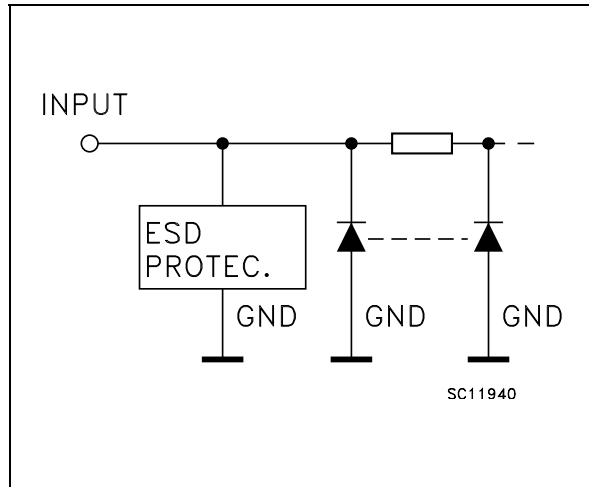 INPUT
ESD
PROTEC.
GND
GND
GND
SC11940